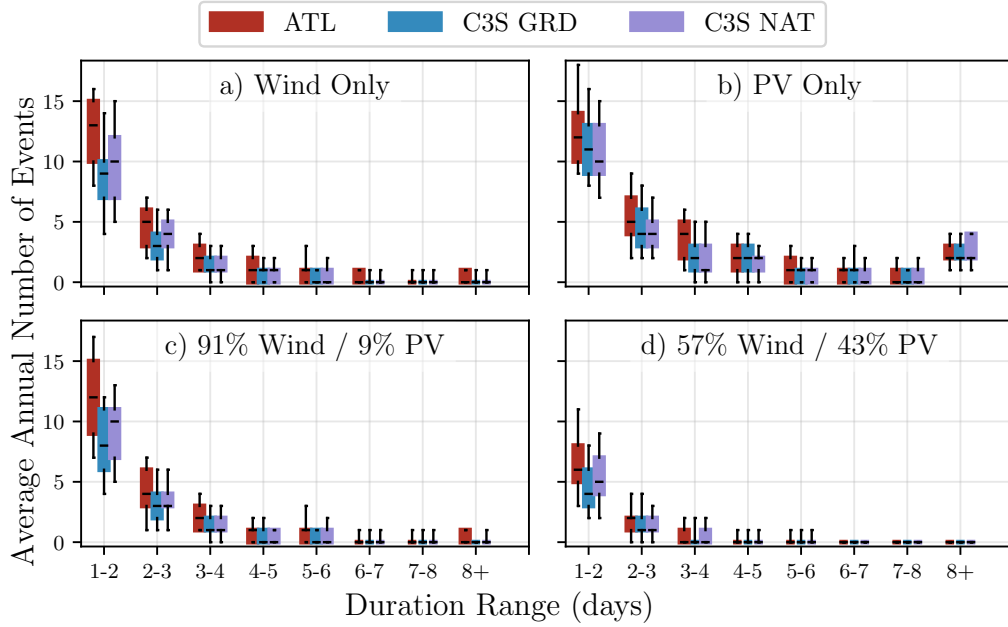 ATL C3S GRD C3S NAT
a) Wind Only b) PV Only
15
10
5
0
c) 91% Wind / 9% PV d) 57% Wind / 43% PV
15
10
5
0
Average Annual Number of Events
1-2 2-3 3-4 4-5 5-6 6-7 7-8 8+ 1-2 2-3 3-4 4-5 5-6 6-7 7-8 8+
Duration Range (days)